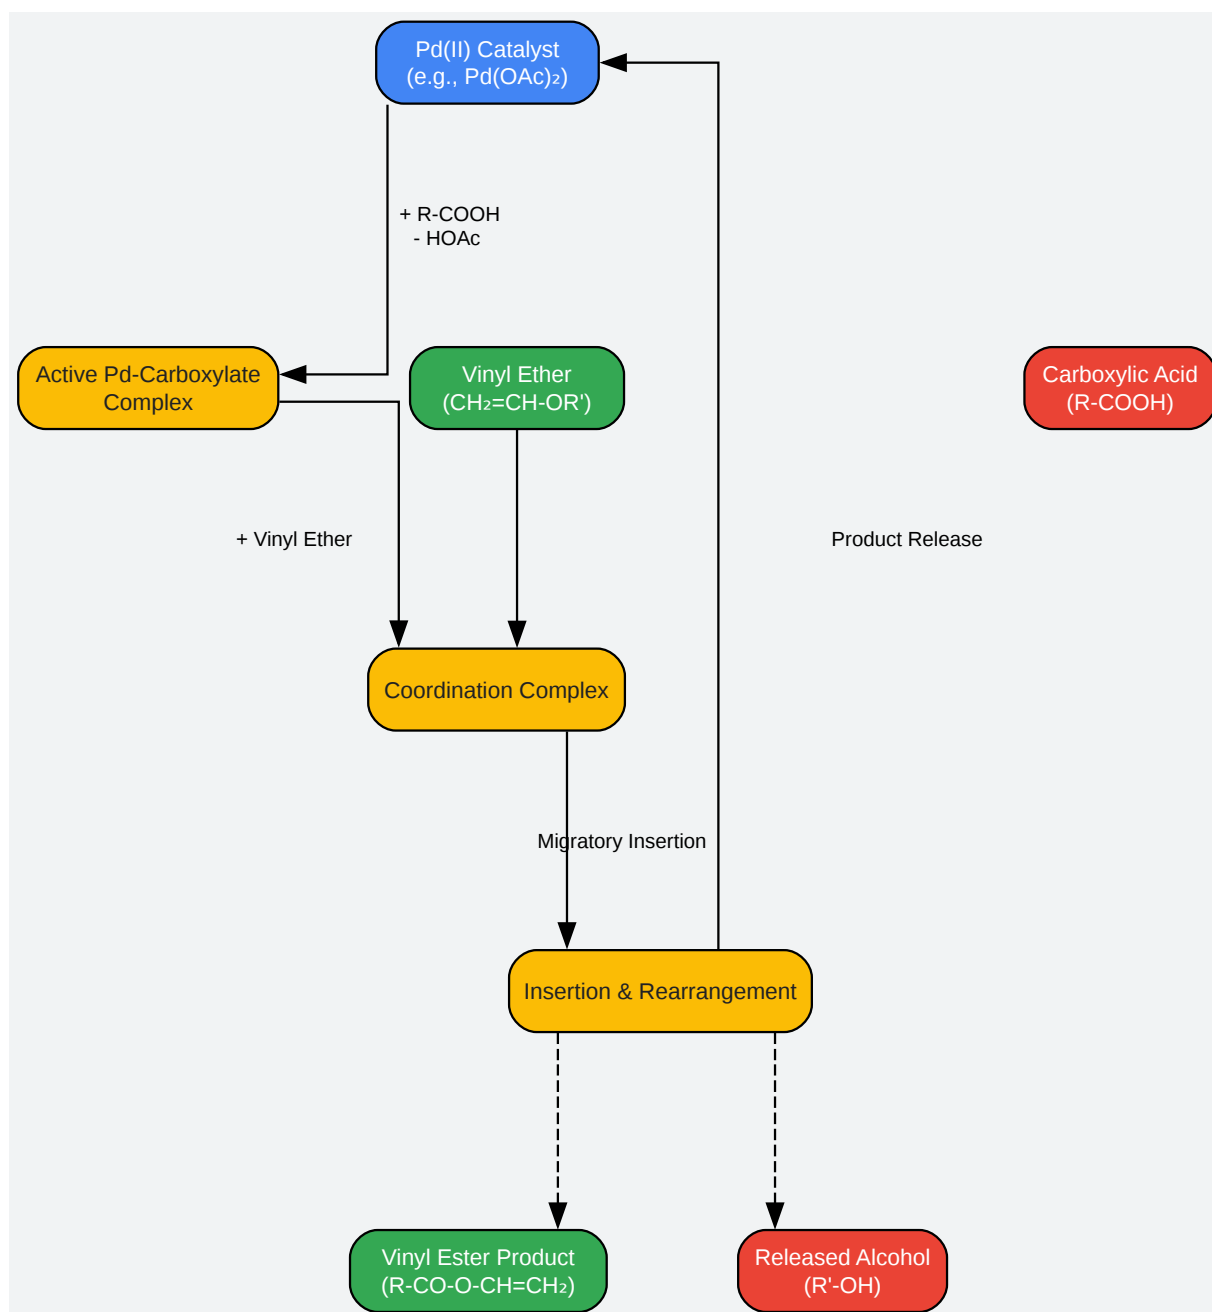 Pd(II) Catalyst
(e.g., Pd(OAc)₂)
+ R-COOH
- HOAc
Active Pd-Carboxylate
Complex
Vinyl Ether
(CH₂=CH-OR')
Carboxylic Acid
(R-COOH)
+ Vinyl Ether
Product Release
Coordination Complex
Migratory Insertion
Insertion & Rearrangement
Vinyl Ester Product
(R-CO-O-CH=CH₂)
Released Alcohol
(R'-OH)